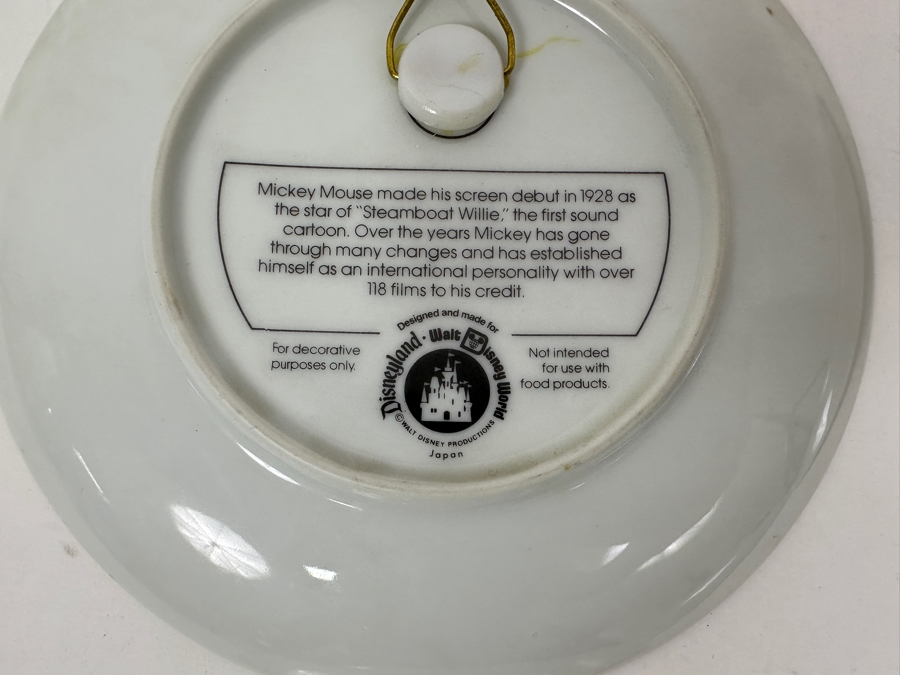 Mickey Mouse made his screen debut in 1928 as
the star of "Steamboat Willie," the first sound
cartoon. Over the years Mickey has gone
through many changes and has established
himself as an international personality with over
118 films to his credit.
For decorative
purposes only.
Designed and made for
Disneyland · Walt Disney World
© WALT DISNEY PRODUCTIONS
Japan
Not intended
for use with
food products.